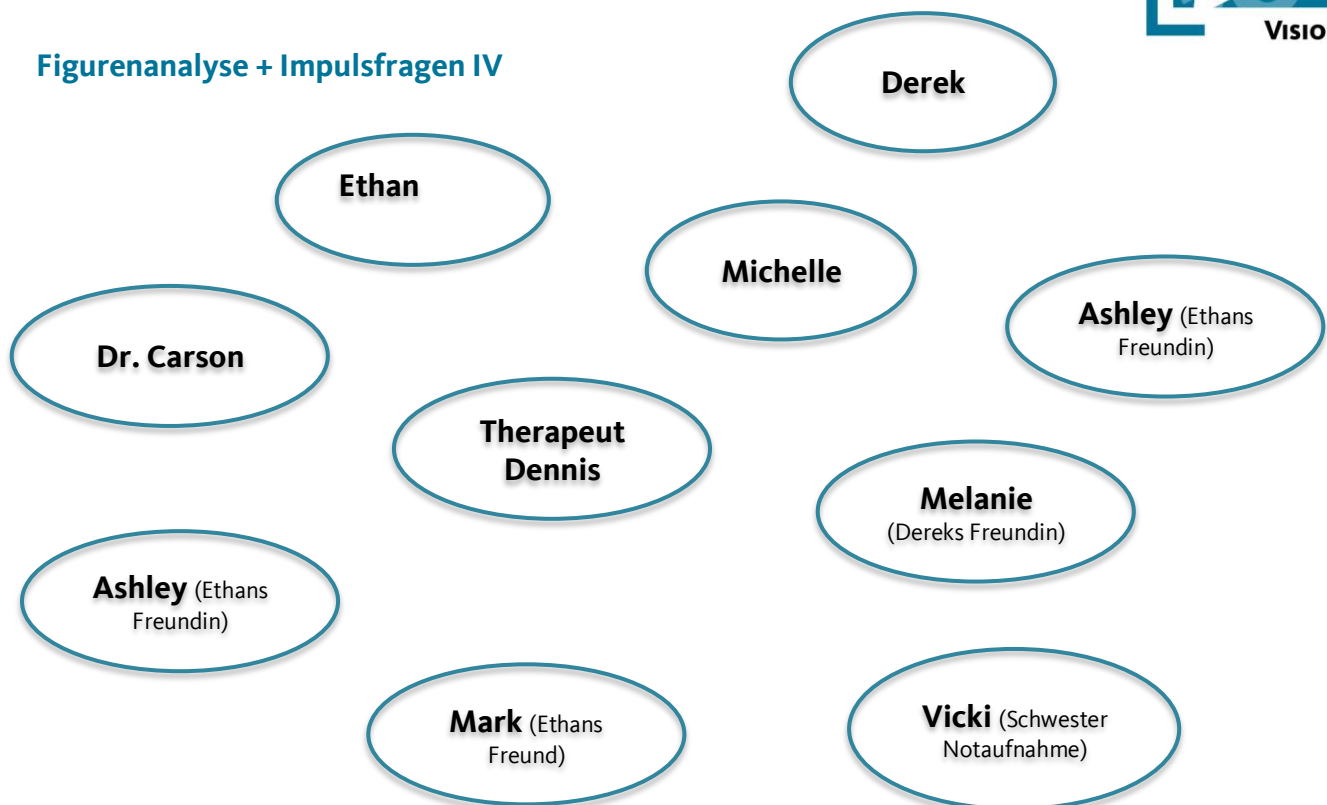 VISIO
Figurenanalyse + Impulsfragen IV
Derek
Ethan
Michelle
Ashley (Ethans
Freundin)
Dr. Carson
Therapeut
Dennis
Melanie
(Dereks Freundin)
Ashley (Ethans
Freundin)
Mark (Ethans
Freund)
Vicki (Schwester
Notaufnahme)